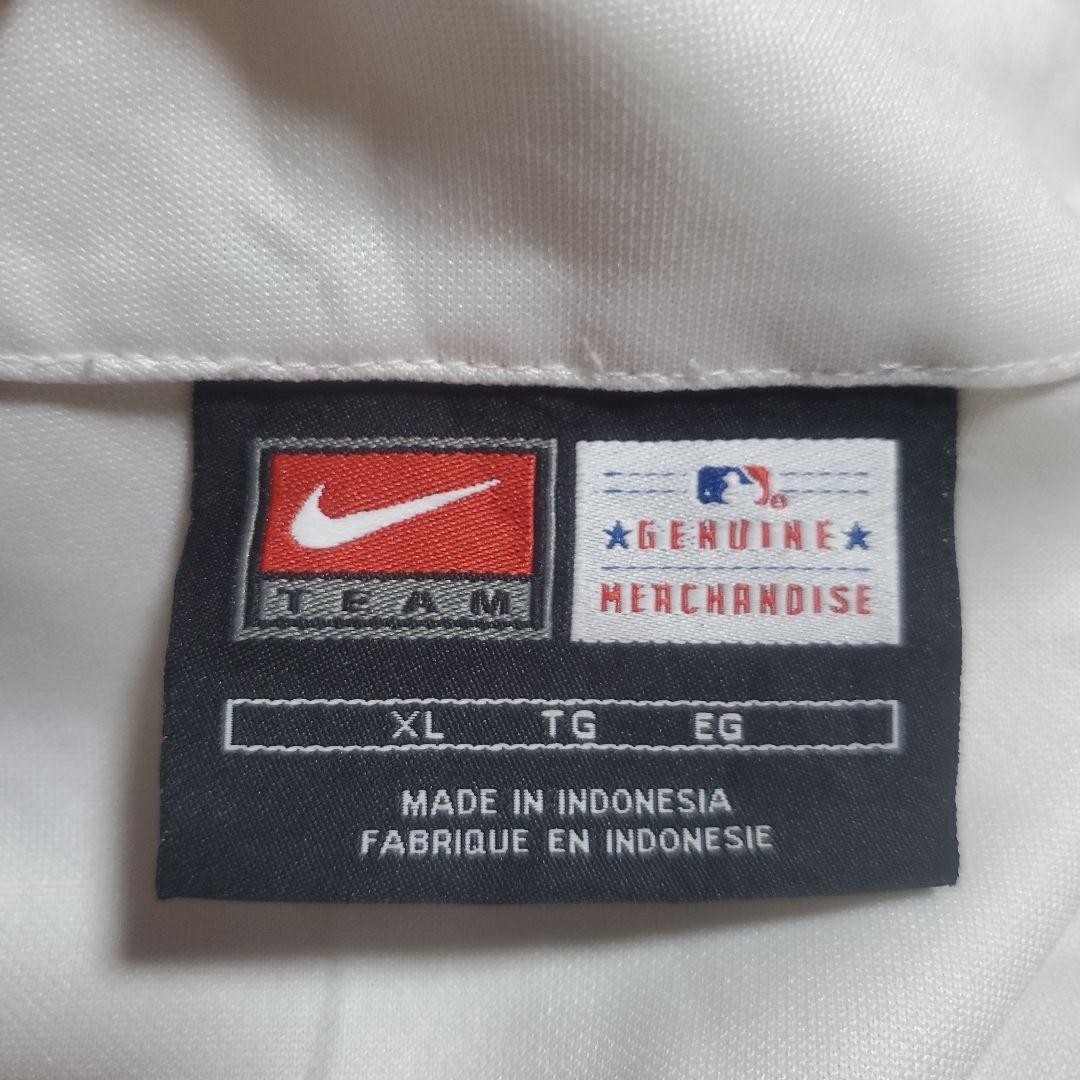 TEAM
GENUINE
MERCHANDISE
XL TG EG
MADE IN INDONESIA
FABRIQUE EN INDONESIE